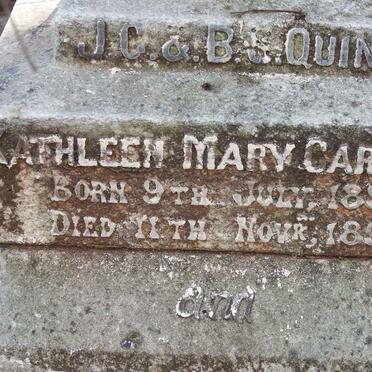 J.C. & B.J. QUIN
KATHLEEN MARY CAR
BORN 9TH JULY, 18
DIED 11TH NOVR, 18
and